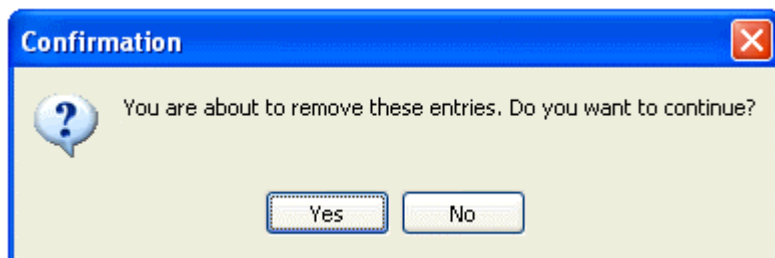 Confirmation
You are about to remove these entries. Do you want to continue?
Yes
No